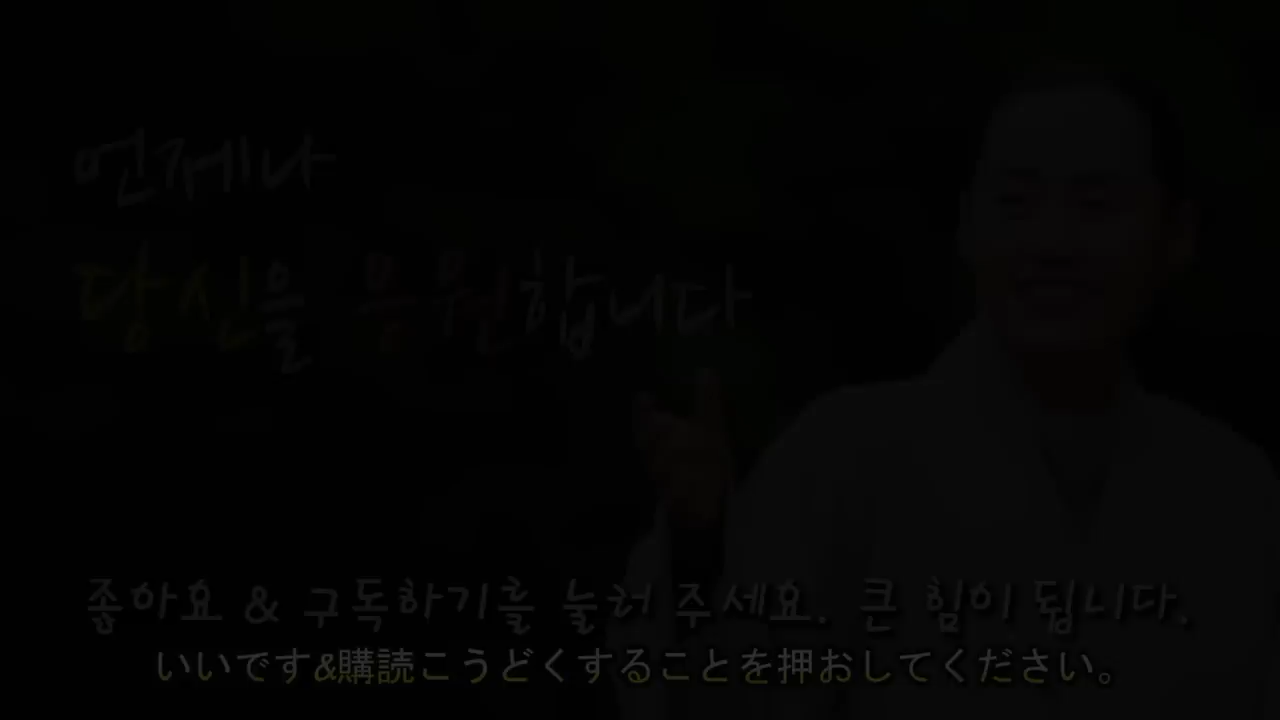 언제나
당신을 응원합니다
좋아요 & 구독하기를 눌러 주세요. 큰 힘이 됩니다.
いいです&購読こうどくすることを押おしてください。